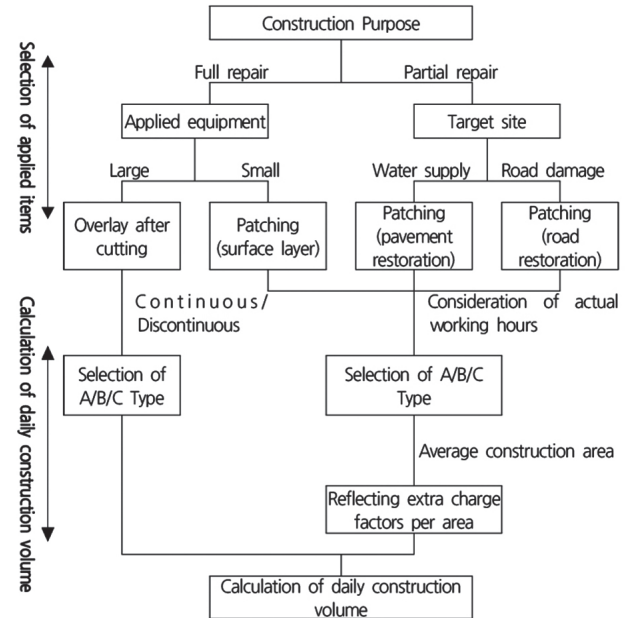 Construction Purpose
Full repair
Partial repair
Selection of applied items
Applied equipment
Target site
Large
Small
Water supply
Road damage
Overlay after
cutting
Patching
(surface layer)
Patching
(pavement
restoration)
Patching
(road
restoration)
Continuous/
Discontinuous
Consideration of actual
working hours
Calculation of daily construction volume
Selection of
A/B/C Type
Selection of A/B/C
Type
Average construction area
Reflecting extra charge
factors per area
Calculation of daily construction
volume